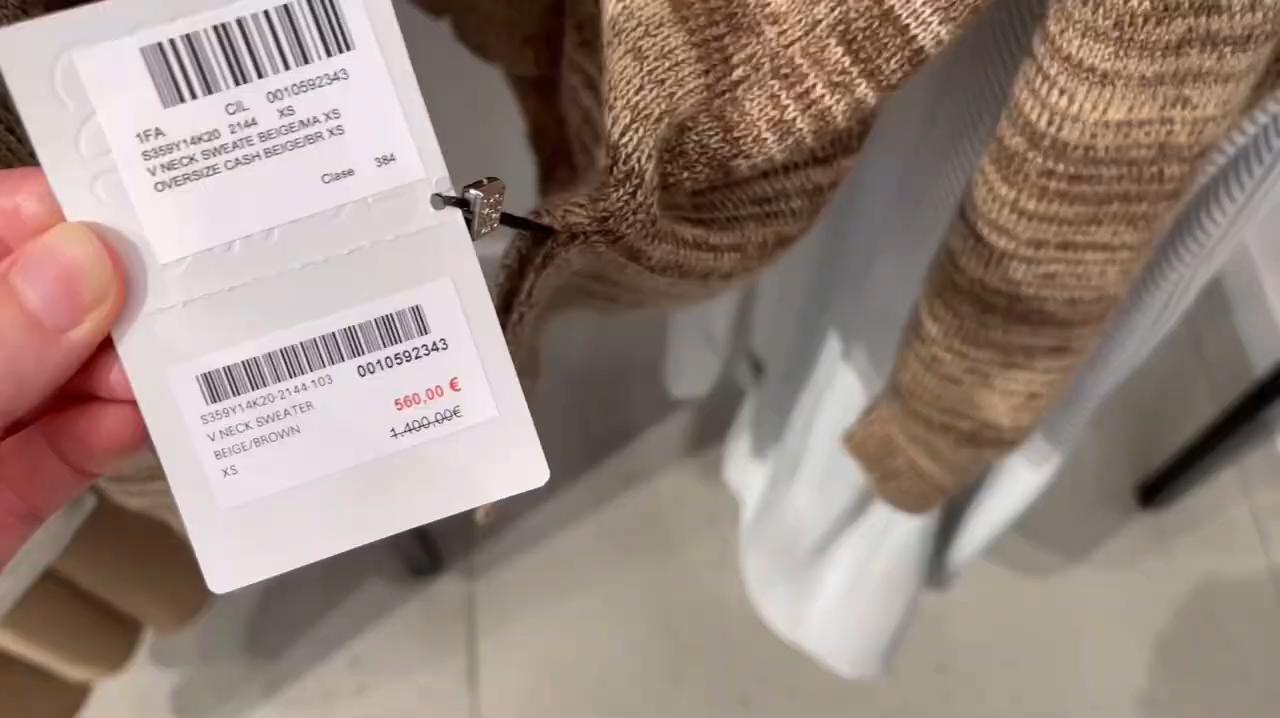 1FA CIL 0010592343
S359Y14K20 2144 XS
V NECK SWEATE BEIGE/MA XS
OVERSIZE CASH BEIGE/BR XS
Clase 384
S359Y14K20-2144-103 0010592343
V NECK SWEATER 560,00 €
BEIGE/BROWN 1.400,00€
XS